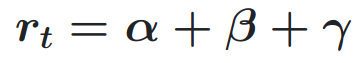 r_t = α + β + γ